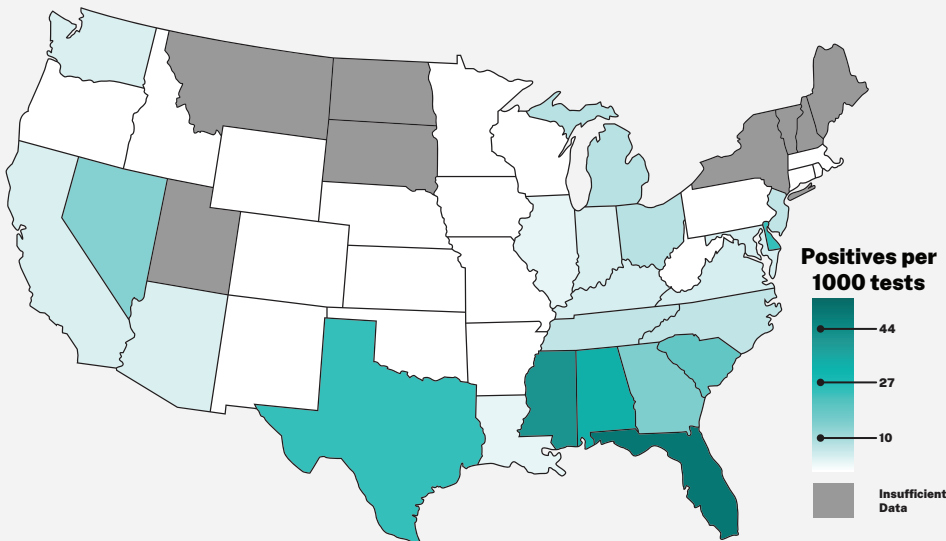 Positives per
1000 tests
44
27
10
Insufficient
Data